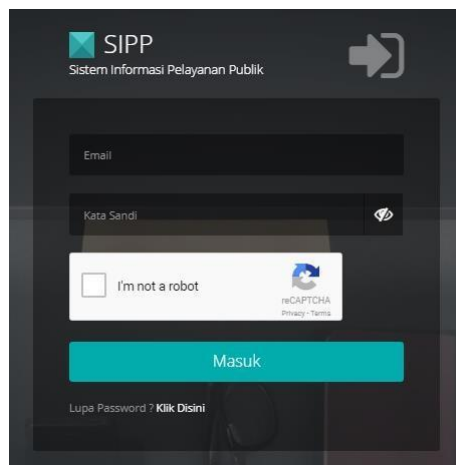 SIPP
Sistem Informasi Pelayanan Publik
Email
Kata Sandi
I'm not a robot
reCAPTCHA
Privacy - Terms
Masuk
Lupa Password ? Klik Disini